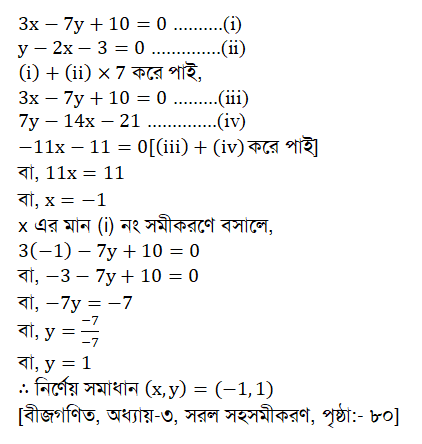 3x − 7y + 10 = 0 ..........(i)
y − 2x − 3 = 0 ..............(ii)
(i) + (ii) × 7 করে পাই,
3x − 7y + 10 = 0 .........(iii)
7y − 14x − 21 ..............(iv)
−11x − 11 = 0[(iii) + (iv) করে পাই]
বা, 11x = 11
বা, x = −1
x এর মান (i) নং সমীকরণে বসালে,
3(−1) − 7y + 10 = 0
বা, −3 − 7y + 10 = 0
বা, −7y = −7
বা, y = −7/−7
বা, y = 1
∴ নির্ণেয় সমাধান (x, y) = (−1, 1)
[বীজগণিত, অধ্যায়-৩, সরল সহসমীকরণ, পৃষ্ঠা:- ৮০]